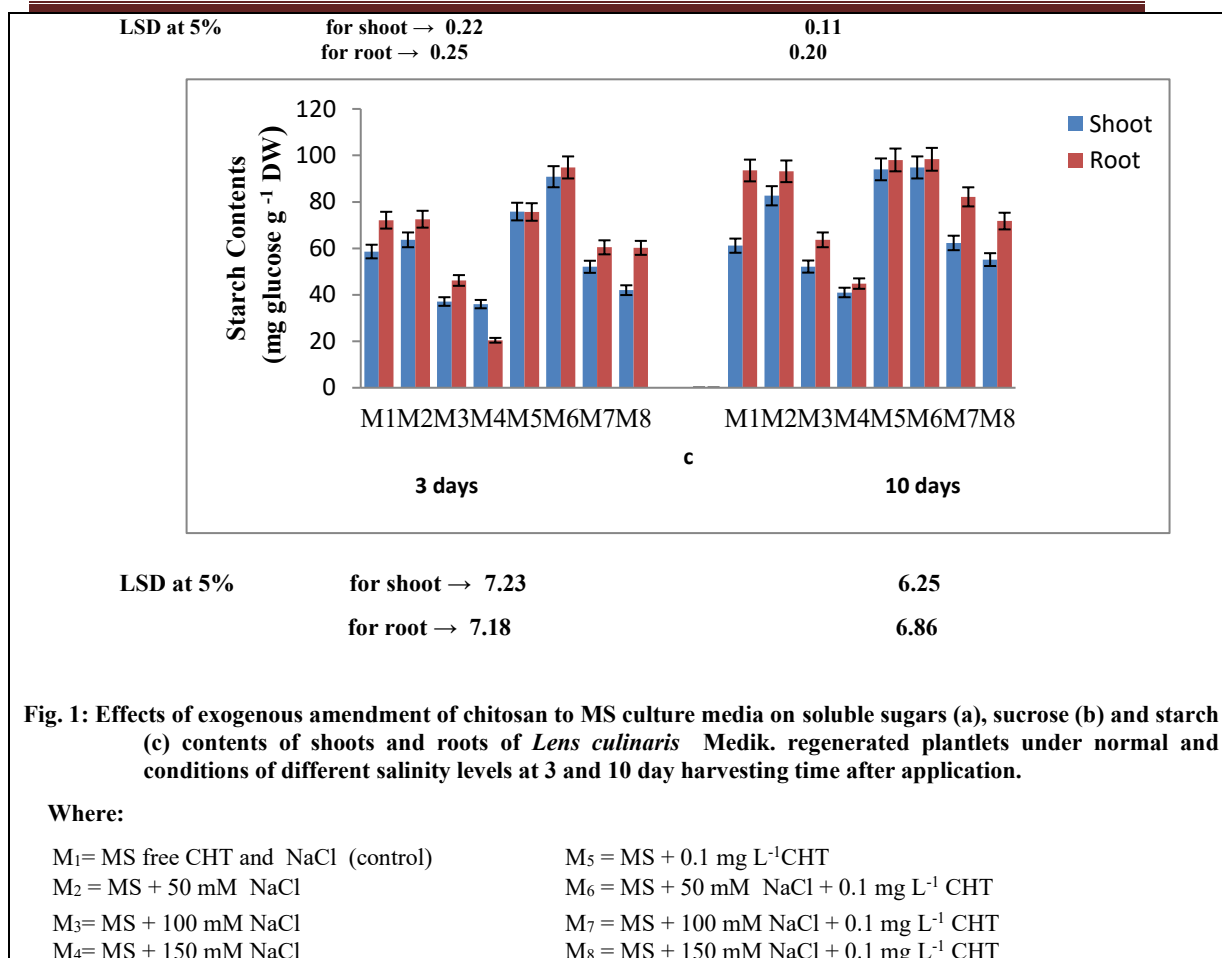 LSD at 5% for shoot → 0.22 0.11
for root → 0.25 0.20
120
100
80
60
40
20
0
Starch Contents
(mg glucose g -1 DW)
Shoot
Root
M1M2M3M4M5M6M7M8 M1M2M3M4M5M6M7M8
c
3 days 10 days
LSD at 5% for shoot → 7.23 6.25
for root → 7.18 6.86
Fig. 1: Effects of exogenous amendment of chitosan to MS culture media on soluble sugars (a), sucrose (b) and starch
(c) contents of shoots and roots of Lens culinaris Medik. regenerated plantlets under normal and
conditions of different salinity levels at 3 and 10 day harvesting time after application.
Where:
M1= MS free CHT and NaCl (control) M5 = MS + 0.1 mg L-1CHT
M2 = MS + 50 mM NaCl M6 = MS + 50 mM NaCl + 0.1 mg L-1 CHT
M3= MS + 100 mM NaCl M7 = MS + 100 mM NaCl + 0.1 mg L-1 CHT
M4= MS + 150 mM NaCl M8 = MS + 150 mM NaCl + 0.1 mg L-1 CHT